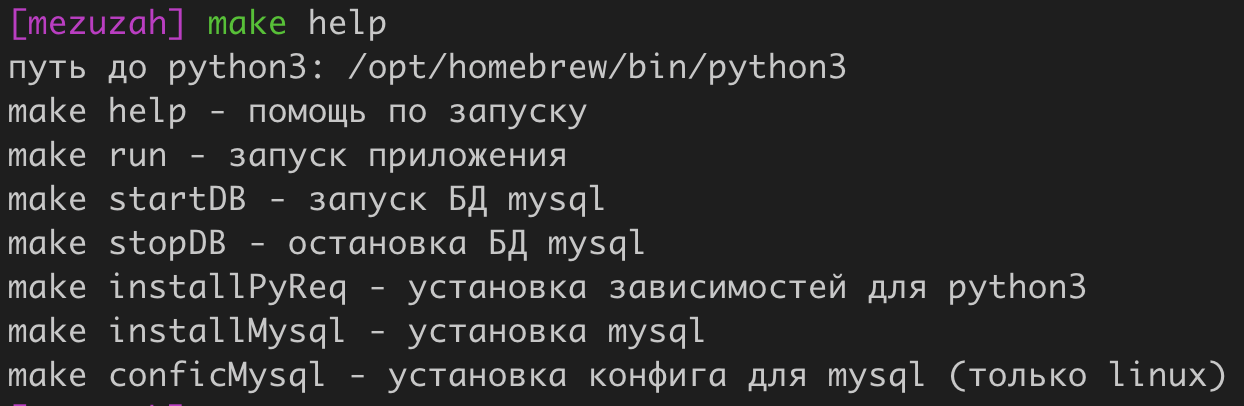 [mezuzah] make help
путь до python3: /opt/homebrew/bin/python3
make help - помощь по запуску
make run - запуск приложения
make startDB - запуск БД mysql
make stopDB - остановка БД mysql
make installPyReq - установка зависимостей для python3
make installMysql - установка mysql
make conficMysql - установка конфига для mysql (только linux)